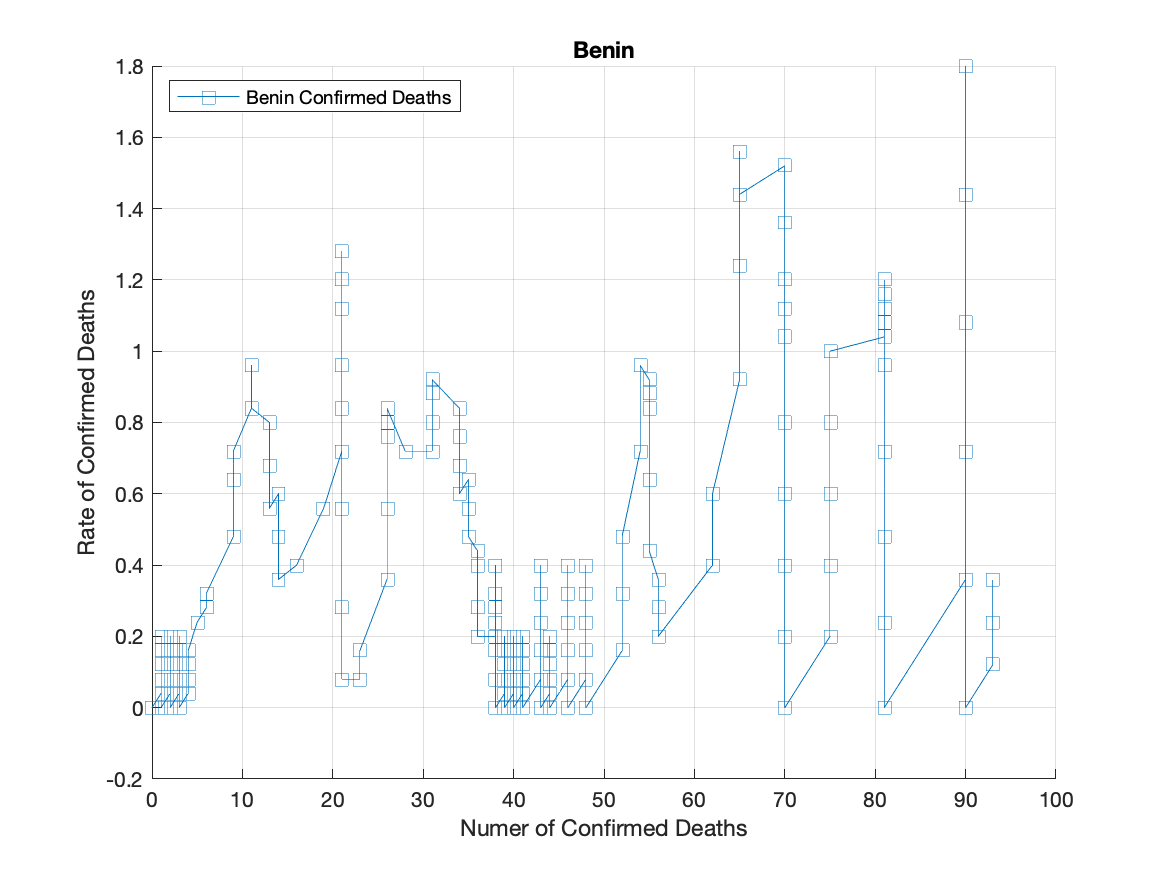 Benin
Benin Confirmed Deaths
Rate of Confirmed Deaths
1.8
1.6
1.4
1.2
1
0.8
0.6
0.4
0.2
0
-0.2
0 10 20 30 40 50 60 70 80 90 100
Numer of Confirmed Deaths